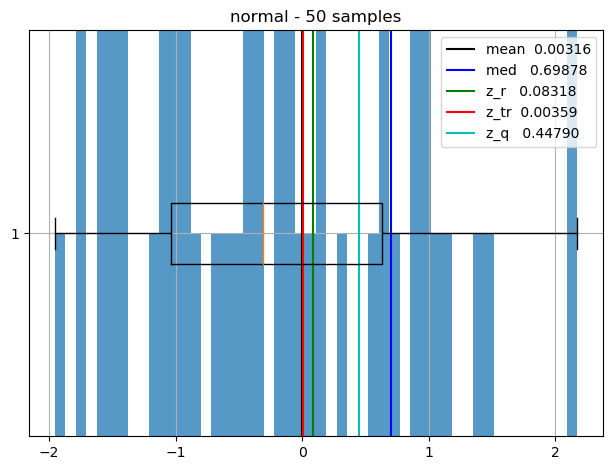 normal - 50 samples
mean 0.00316
med 0.69878
z_r 0.08318
z_tr 0.00359
z_q 0.44790
1
−2 −1 0 1 2